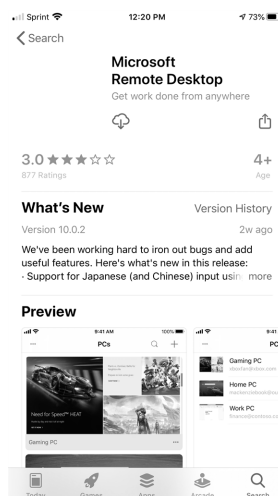 Sprint 12:20 PM 73%
Search
Microsoft
Remote Desktop
Get work done from anywhere
3.0 ★★★☆☆ 4+
877 Ratings Age
What's New Version History
Version 10.0.2 2w ago
We've been working hard to iron out bugs and add
useful features. Here's what's new in this release:
· Support for Japanese (and Chinese) input usin more
Preview
9:41 AM 100% 9:41
PCs PC
Gaming PC
Home PC
Need for Speed™ HEAT
Work PC
Gaming PC
Today Games Apps Arcade Search